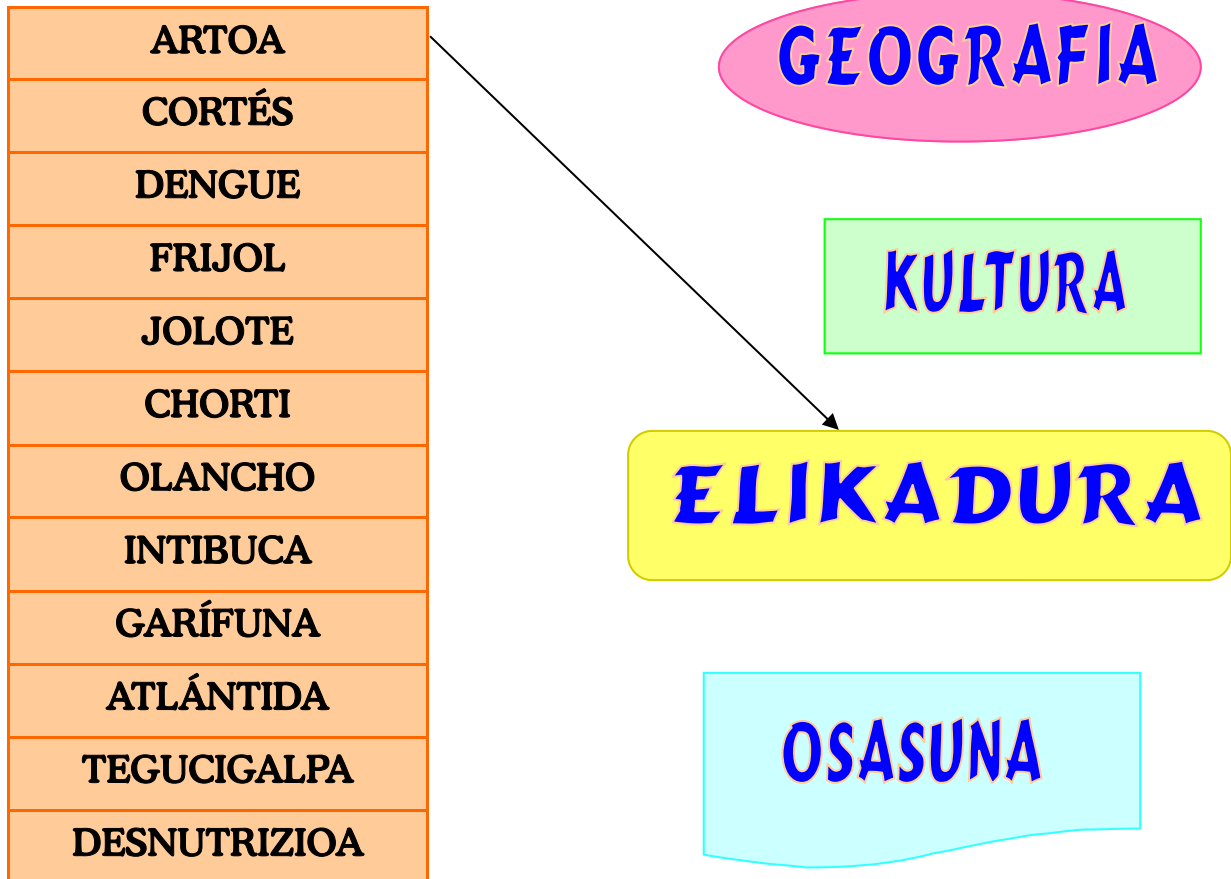 ARTOA
CORTÉS
DENGUE
FRIJOL
JOLOTE
CHORTI
OLANCHO
INTIBUCA
GARÍFUNA
ATLÁNTIDA
TEGUCIGALPA
DESNUTRIZIOA
GEOGRAFIA
KULTURA
ELIKADURA
OSASUNA